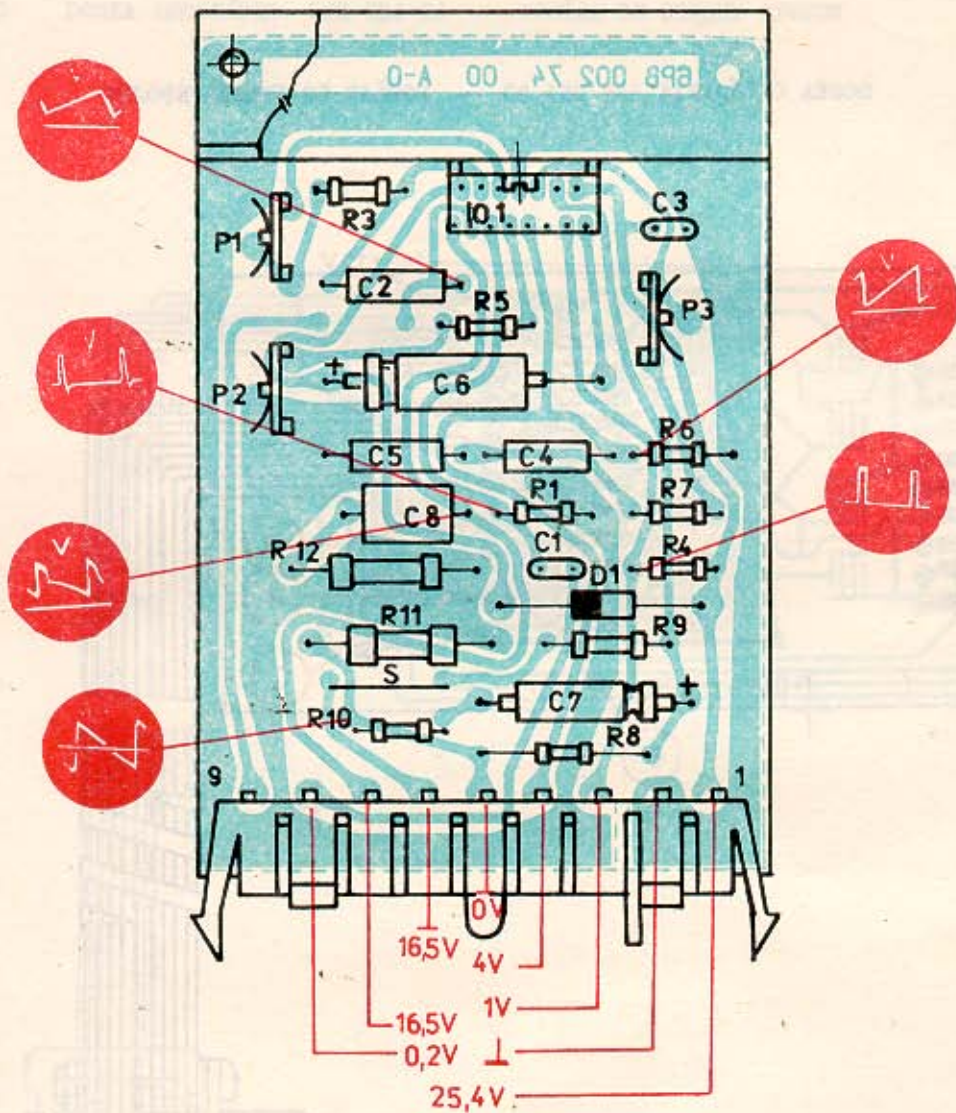 6PB 002 74 00 A-0
R3
IO1
C3
P1
C2
R5
P3
P2
+
C6
R6
C5
C4
C8
R1
R7
R12
C1
R4
D1
R11
R9
S
C7
+
R10
R8
9
1
0V
16,5V
4V
1V
16,5V
0,2V
25,4V